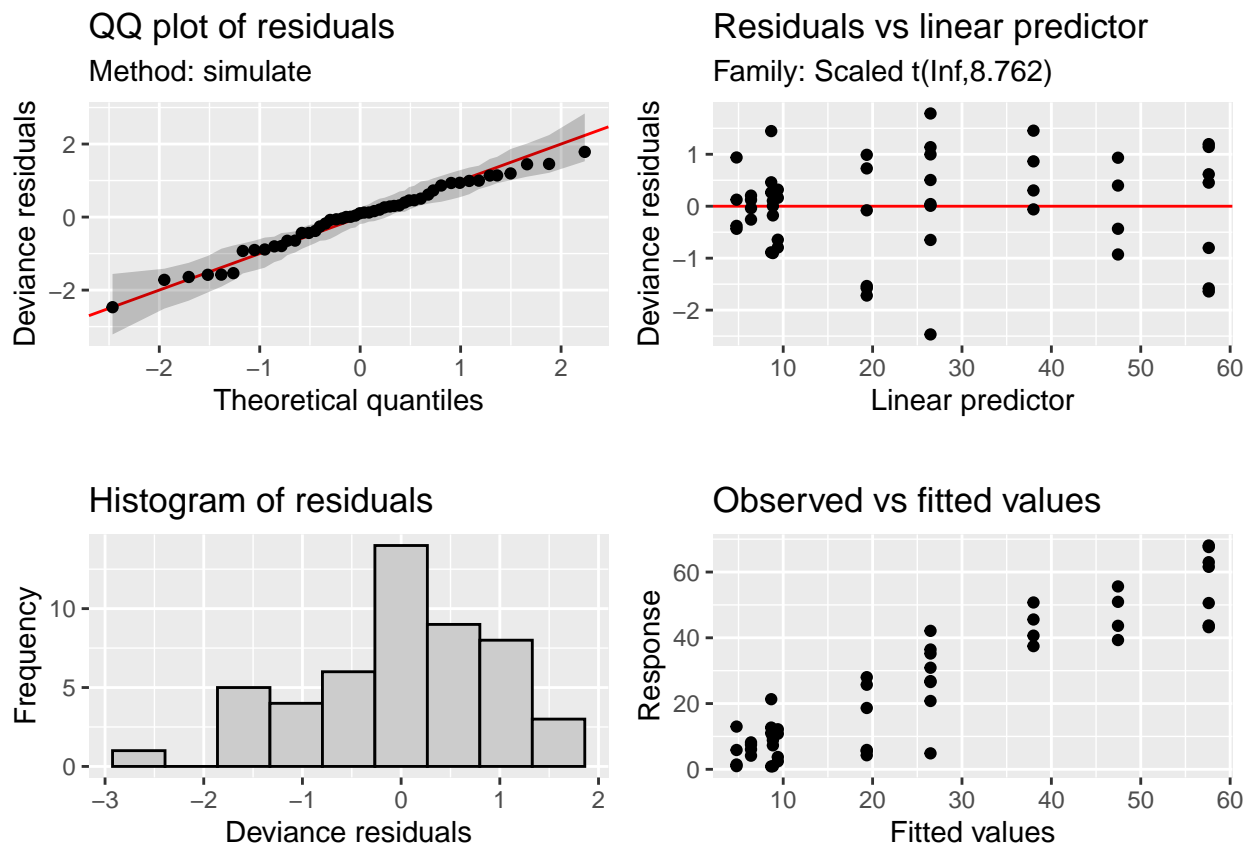 QQ plot of residuals
Method: simulate
Deviance residuals
2
0
−2
−2
−1
0
1
2
Theoretical quantiles
Residuals vs linear predictor
Family: Scaled t(Inf,8.762)
Deviance residuals
1
0
−1
−2
10
20
30
40
50
60
Linear predictor
Histogram of residuals
Frequency
10
5
0
−3
−2
−1
0
1
2
Deviance residuals
Observed vs fitted values
Response
60
40
20
0
10
20
30
40
50
60
Fitted values